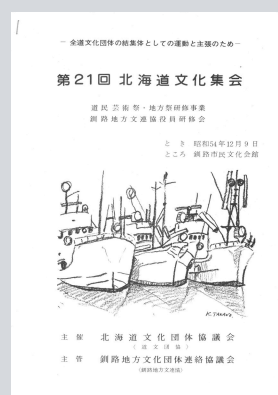 －全道文化団体の結集体としての運動と主張のため－
第21回 北海道文化集会
道民芸術祭・地方祭研修事業
釧路地方文連協役員研修会
と き 昭和54年12月9日
ところ 釧路市民文化会館
K.TAKANO.
主 催 北海道文化団体協議会
(道文団協)
主 管 釧路地方文化団体連絡協議会
(釧路地方文連協)